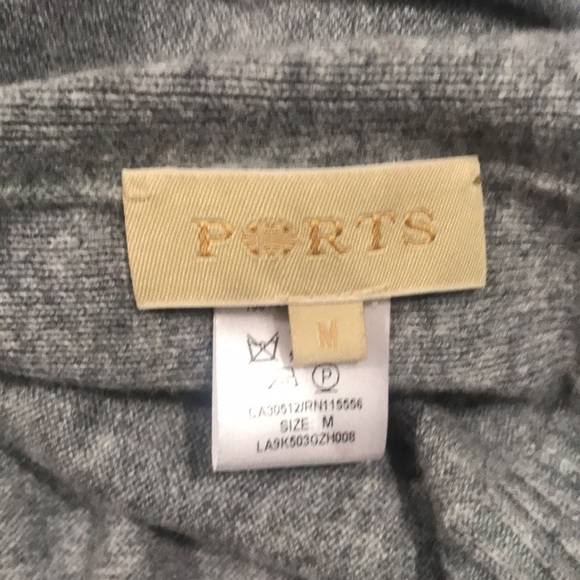 PORTS
M
P
CA30512/RN115556
SIZE: M
LA9K503GZH008